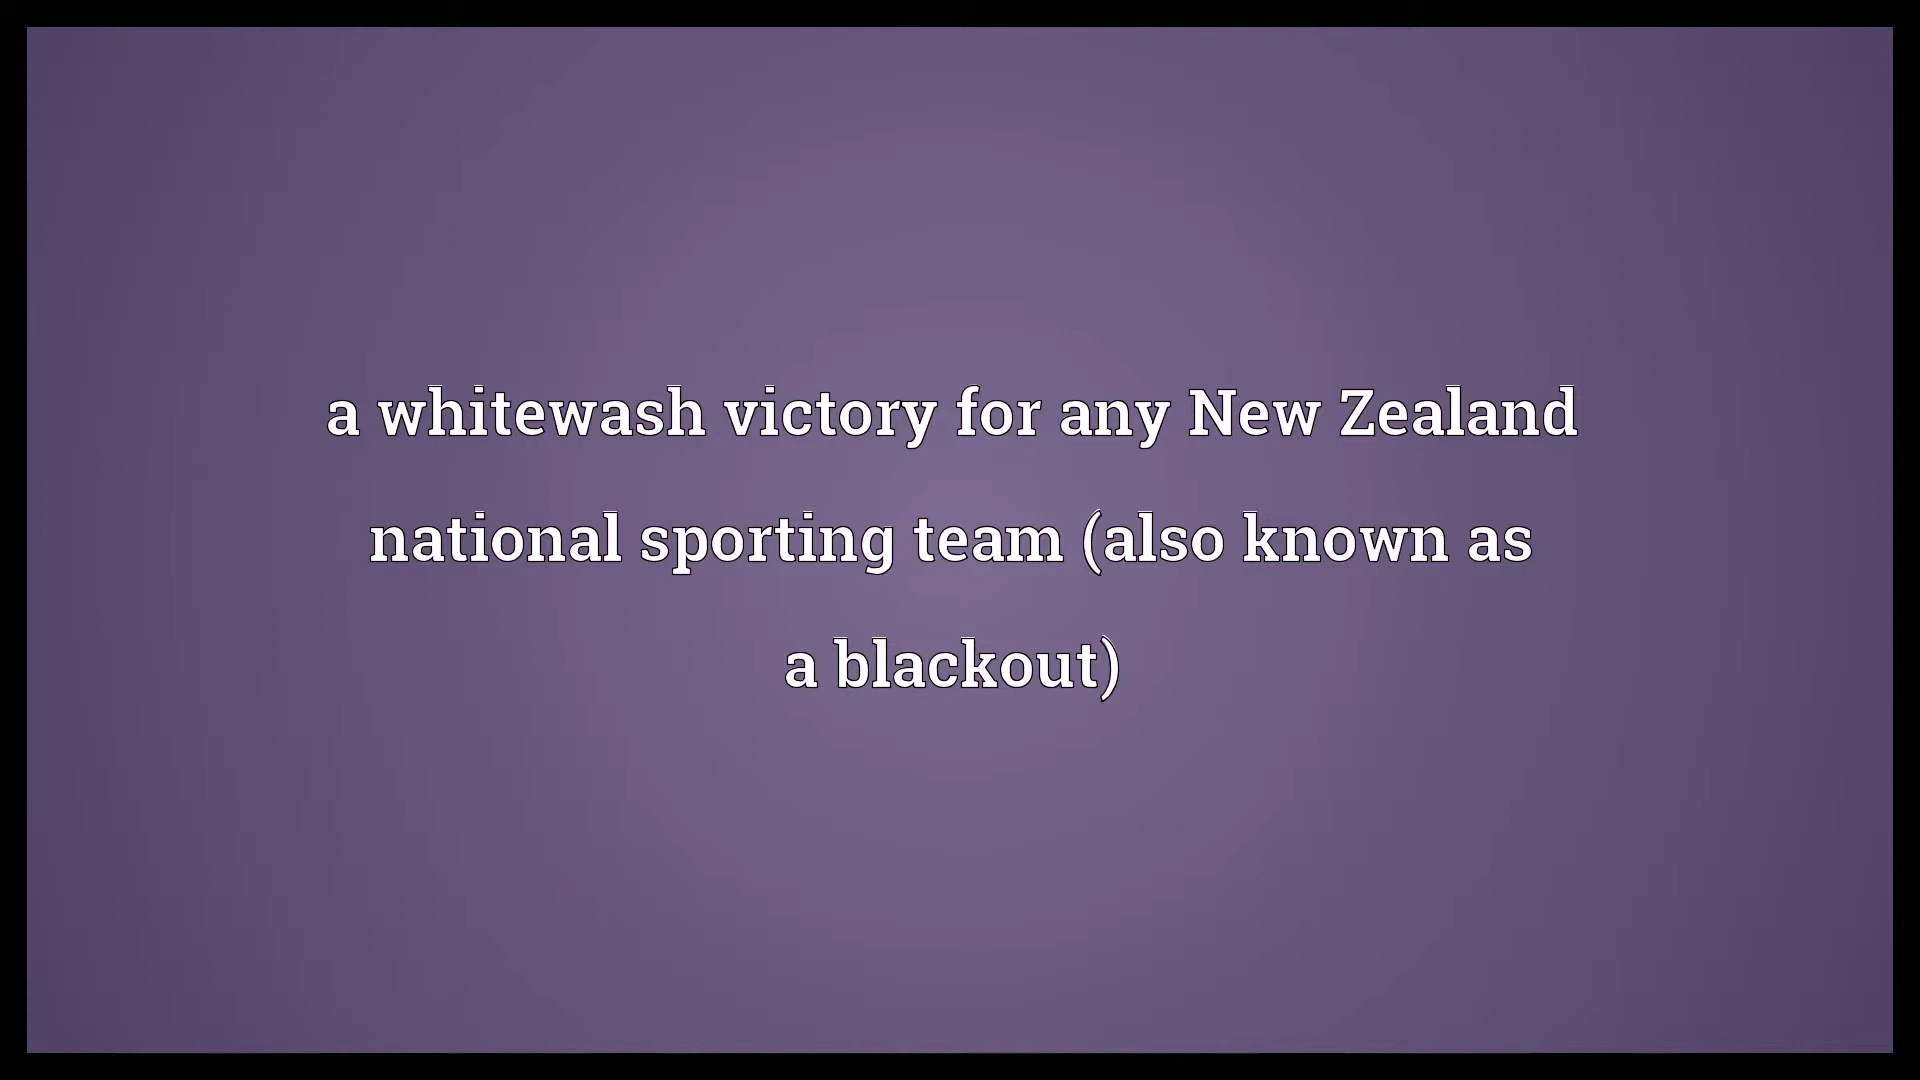 a whitewash victory for any New Zealand
national sporting team (also known as
a blackout)